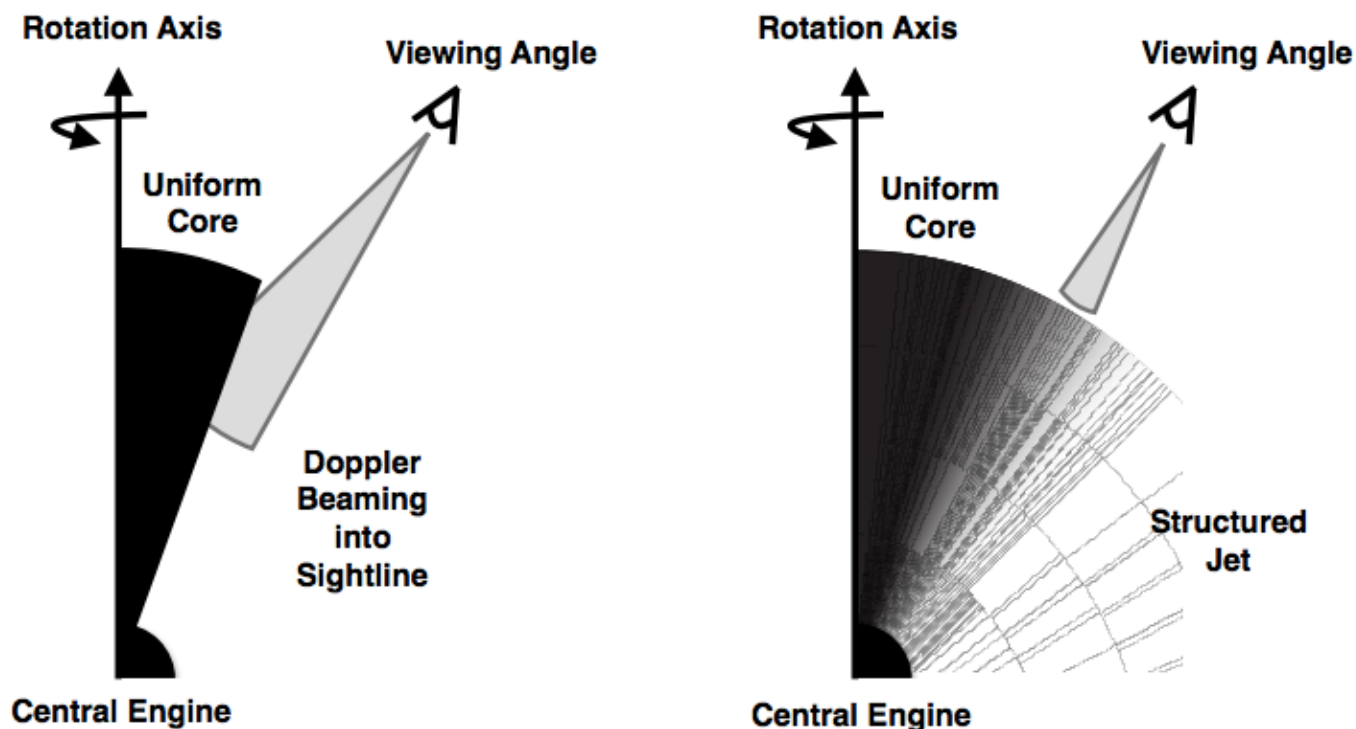 Rotation Axis
Viewing Angle
Uniform
Core
Doppler
Beaming
into
Sightline
Central Engine
Rotation Axis
Viewing Angle
Uniform
Core
Structured
Jet
Central Engine